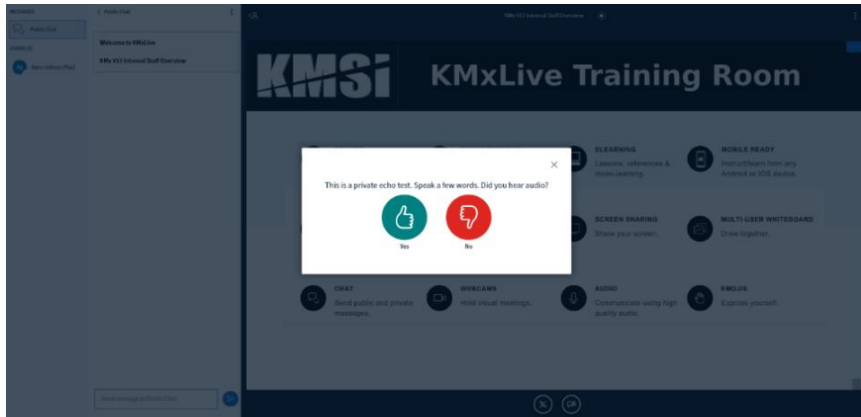 MESSAGES
Public Chat
Public Chat
Welcome to KMxLive
KMx V12 Internal Staff Overview
KMx V12 Internal Staff Overview
KMSi
KMxLive Training Room
This is a private echo test. Speak a few words. Did you hear audio?
Yes
No
ELEARNING
Lessons, references &
MOBILE READY
Instruct/learn from any
Android or iOS device.
SCREEN SHARING
Share your screen.
MULTI-USER WHITEBOARD
Draw together.
CHAT
Send public and private
messages.
WEBCAMS
Hold visual meetings.
AUDIO
Communicate using high
quality audio.
EMOJIS
Express yourself.
Send message to Public Chat